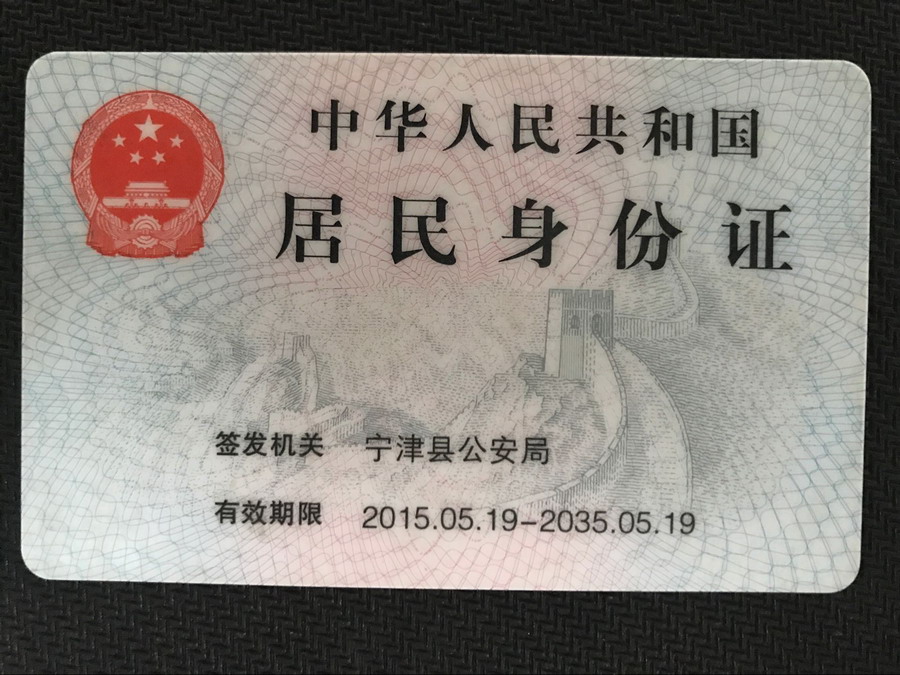 中华人民共和国
居民身份证
签发机关 宁津县公安局
有效期限 2015.05.19-2035.05.19